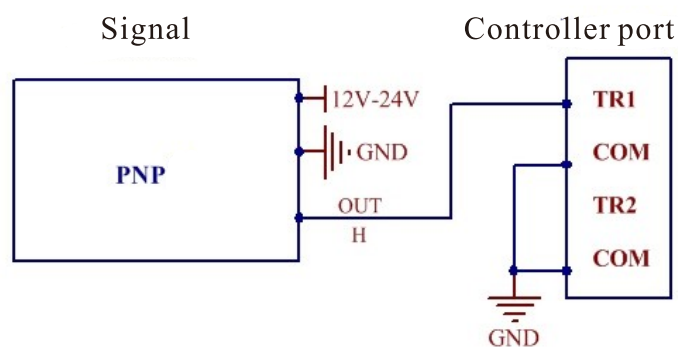 Signal
Controller port
12V-24V
GND
PNP
OUT
H
TR1
COM
TR2
COM
GND